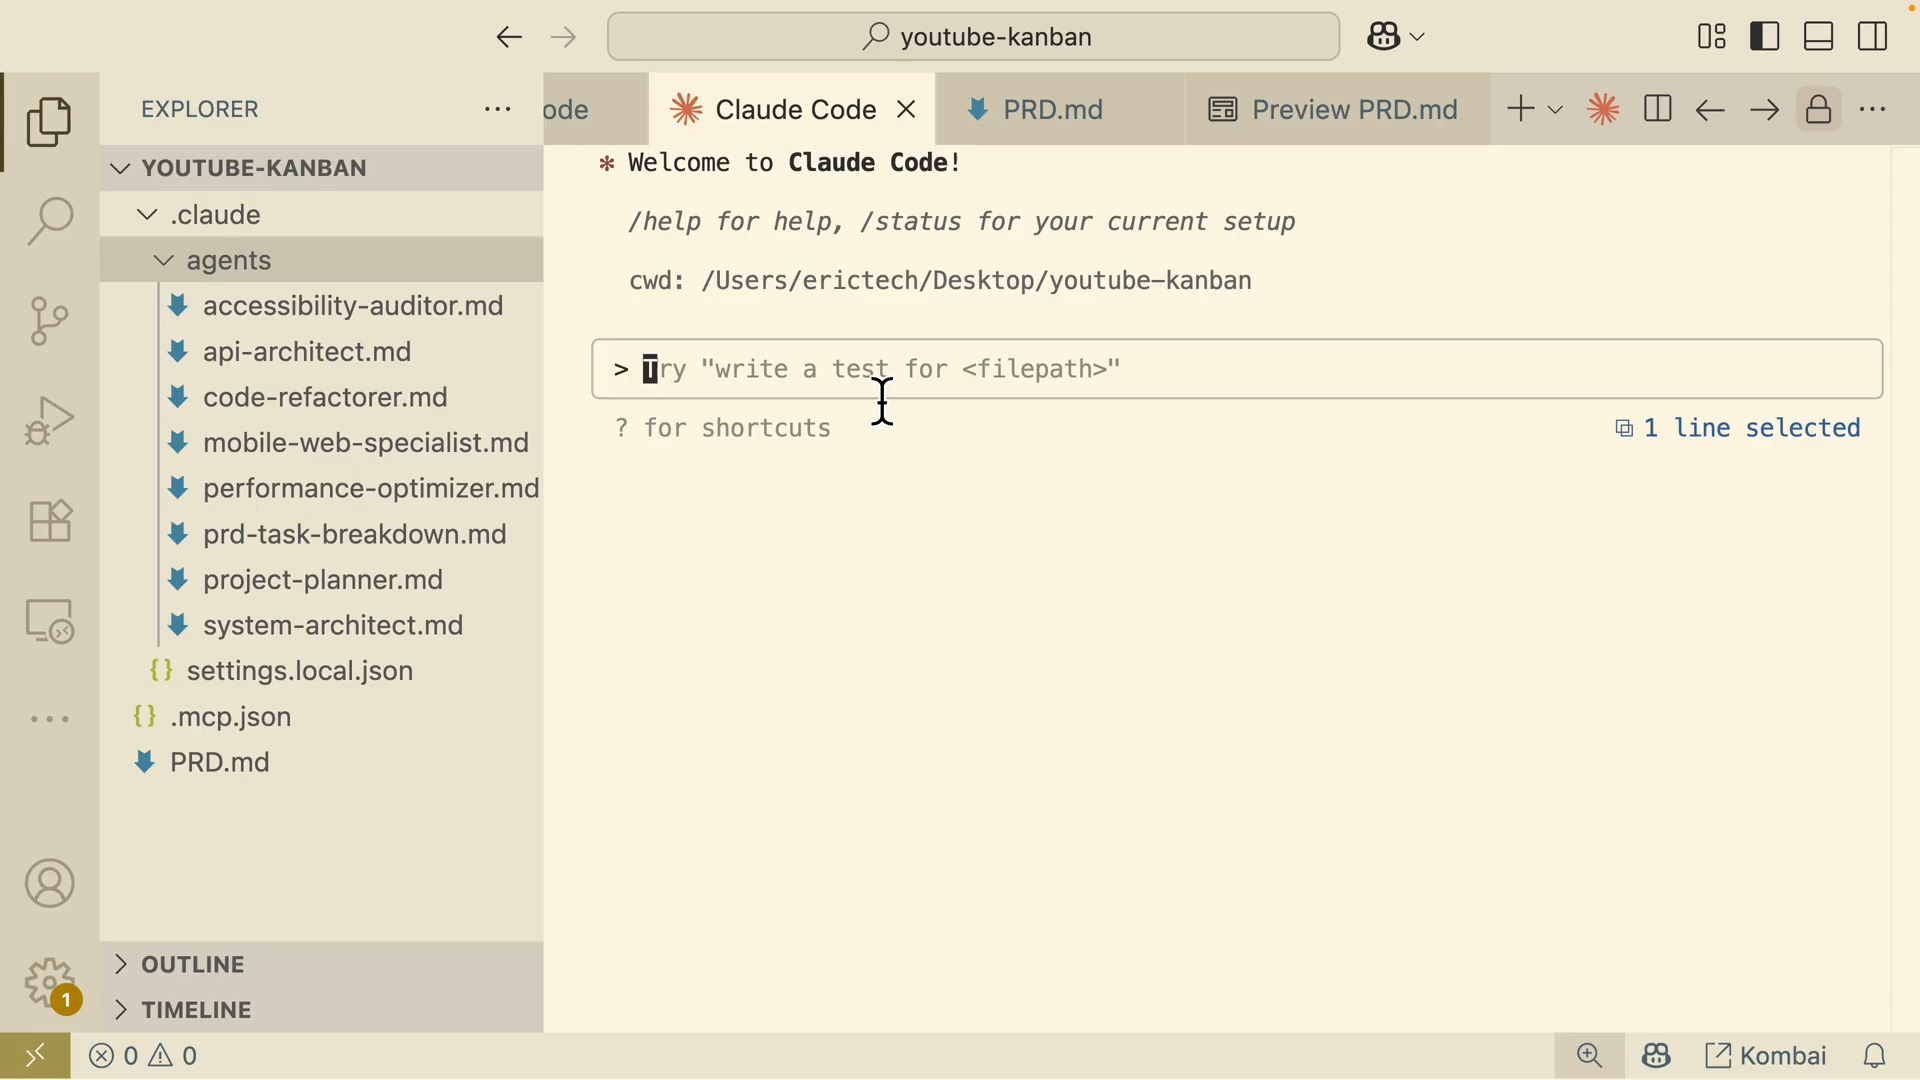 youtube-kanban
EXPLORER
ode
Claude Code
PRD.md
Preview PRD.md
YOUTUBE-KANBAN
.claude
agents
accessibility-auditor.md
api-architect.md
code-refactorer.md
mobile-web-specialist.md
performance-optimizer.md
prd-task-breakdown.md
project-planner.md
system-architect.md
{} settings.local.json
{} .mcp.json
PRD.md
OUTLINE
TIMELINE
* Welcome to Claude Code!
/help for help, /status for your current setup
cwd: /Users/erictech/Desktop/youtube-kanban
> Try "write a test for <filepath>"
? for shortcuts
1 line selected
1
0 0
Kombai